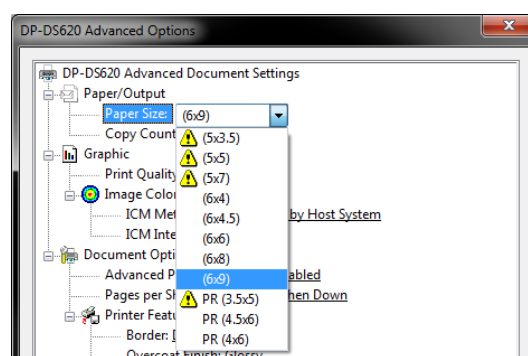 DP-DS620 Advanced Options
DP-DS620 Advanced Document Settings
Paper/Output
Paper Size: (6x9)
Copy Count
(5x3.5)
Graphic
(5x5)
Print Quality
(5x7)
Image Colo
(6x4)
ICM Met
(6x4.5)
by Host System
ICM Inte
(6x6)
Document Opti
(6x8)
Advanced P
(6x9)
abled
Pages per Sh
PR (3.5x5)
hen Down
Printer Featu
PR (4.5x6)
Border:
PR (4x6)
Overcoat Finish: Glossy